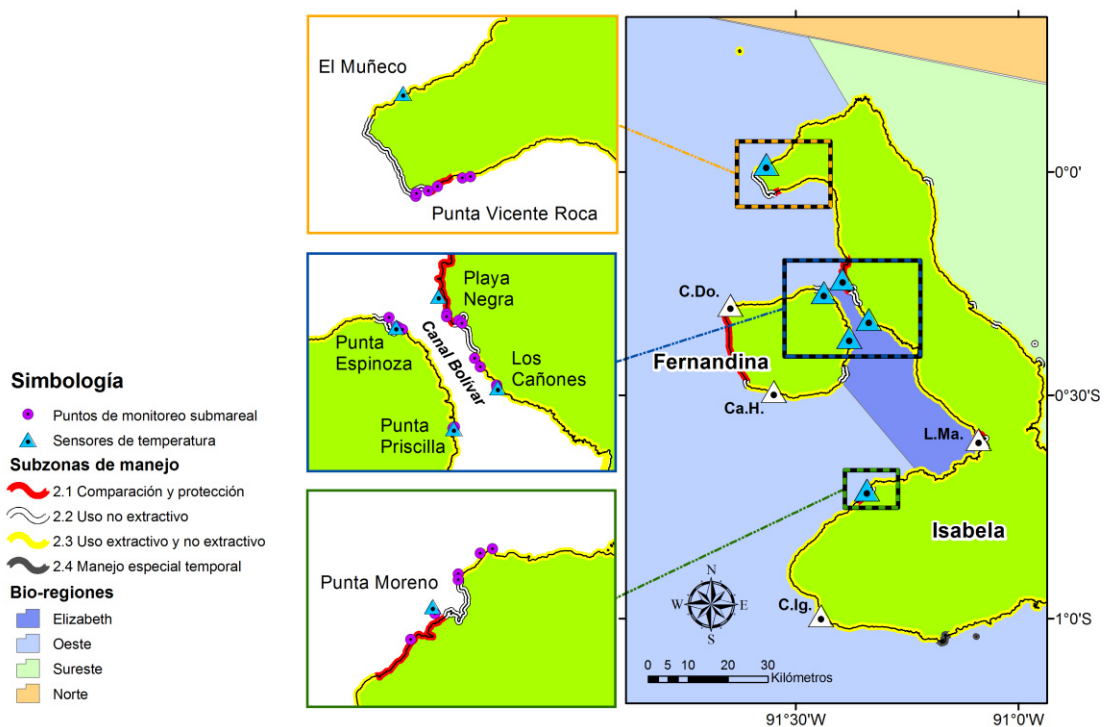 El Muñeco
Punta Vicente Roca
Playa
Negra
Punta
Espinoza
Canal Bolívar
Los
Cañones
Punta
Priscilla
Punta Moreno
Simbología
Puntos de monitoreo submareal
Sensores de temperatura
Subzonas de manejo
2.1 Comparación y protección
2.2 Uso no extractivo
2.3 Uso extractivo y no extractivo
2.4 Manejo especial temporal
Bio-regiones
Elizabeth
Oeste
Sureste
Norte
C.Do.
Fernandina
Ca.H.
L.Ma.
Isabela
C.Ig.
N
W E
S
0 5 10 20 30
Kilómetros
0°0'
0°30'S
1°0'S
91°30'W 91°0'W